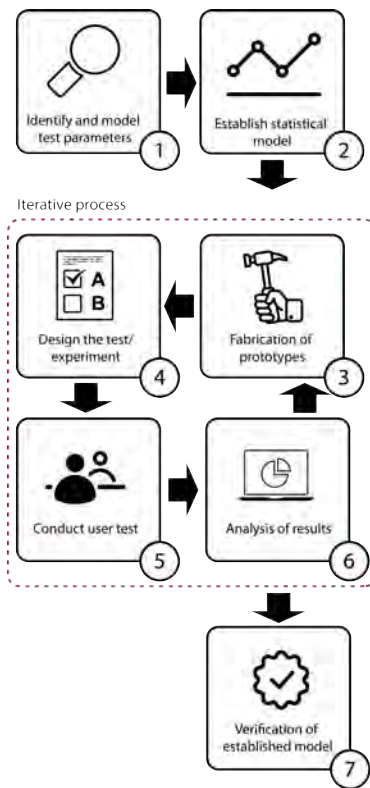 Identify and model
test parameters
1
Establish statistical
model
2
Iterative process
Fabrication of
prototypes
3
A
B
Design the test/
experiment
4
Conduct user test
5
Analysis of results
6
Verification of
established model
7